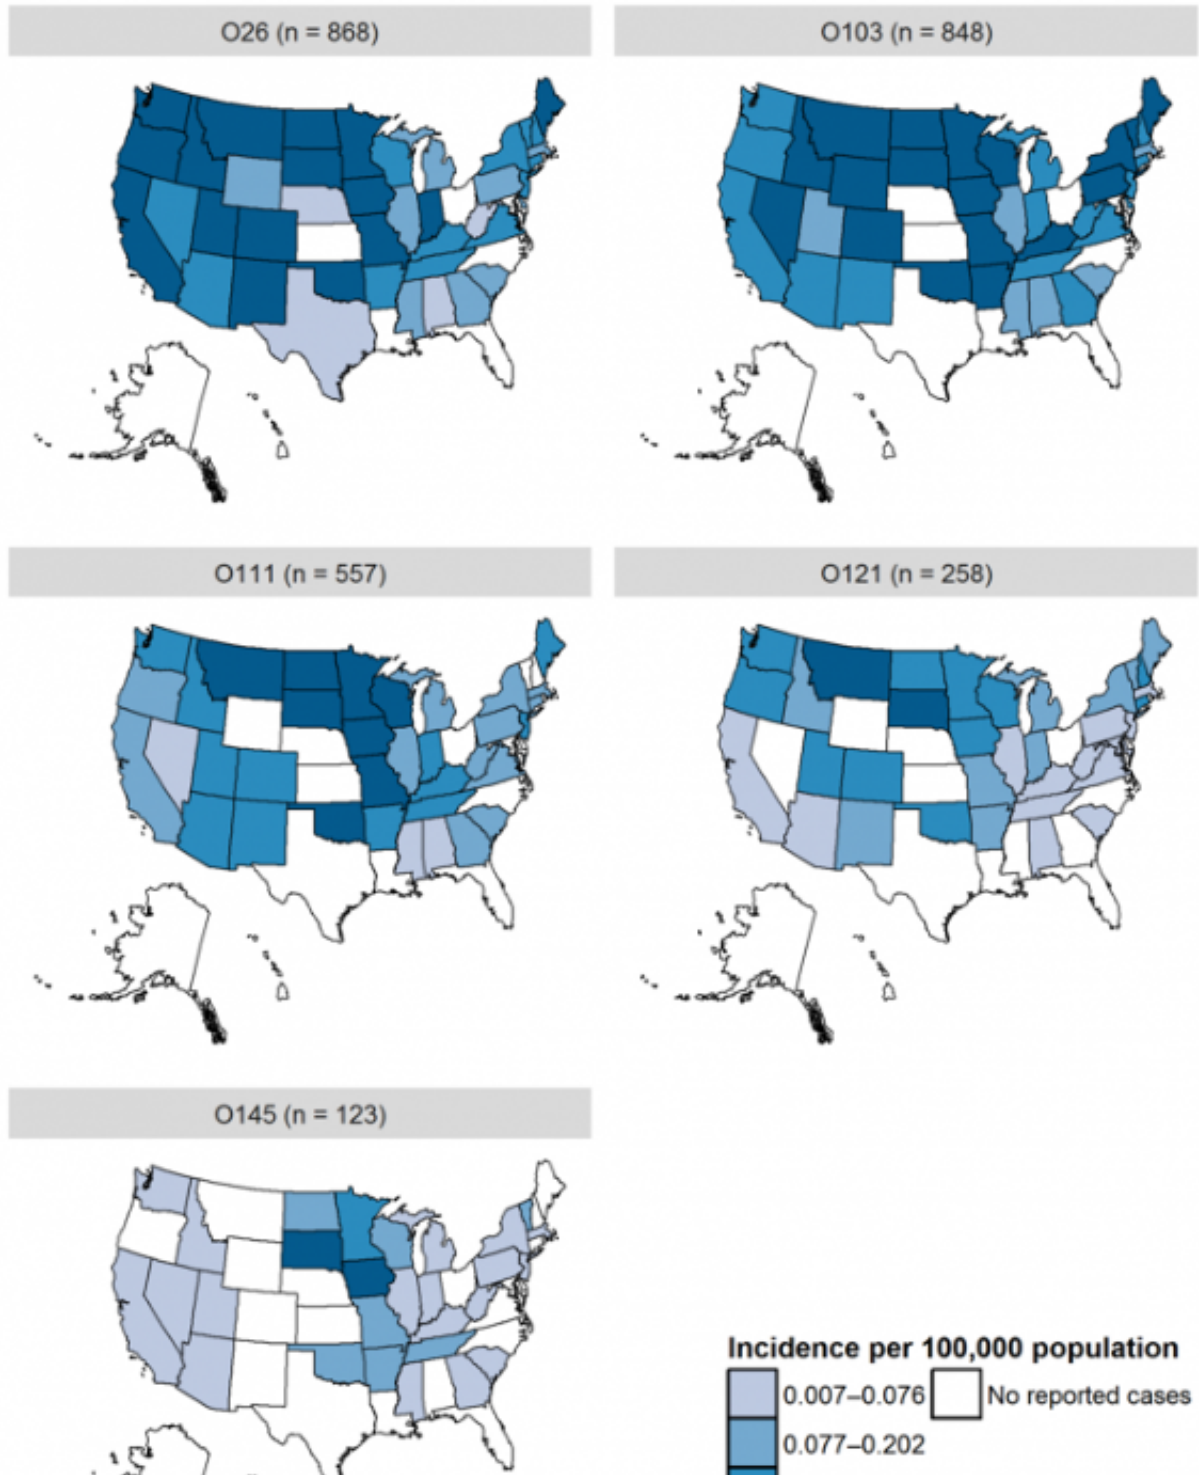 O26 (n = 868)
O103 (n = 848)
O111 (n = 557)
O121 (n = 258)
O145 (n = 123)
Incidence per 100,000 population
0.007–0.076
No reported cases
0.077–0.202